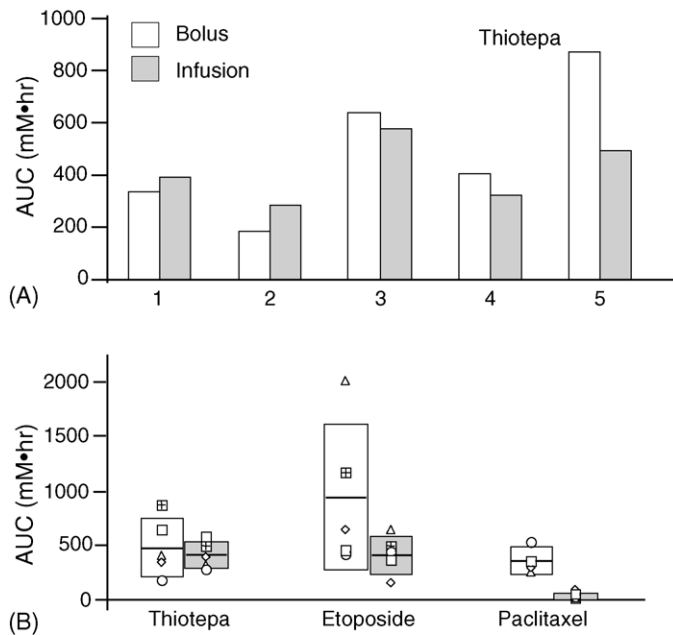 1000
Bolus
Thiotepa
Infusion
800
600
400
200
0
AUC (mM•hr)
(A)
1 2 3 4 5
2000
1500
1000
500
0
AUC (mM•hr)
(B)
Thiotepa Etoposide Paclitaxel